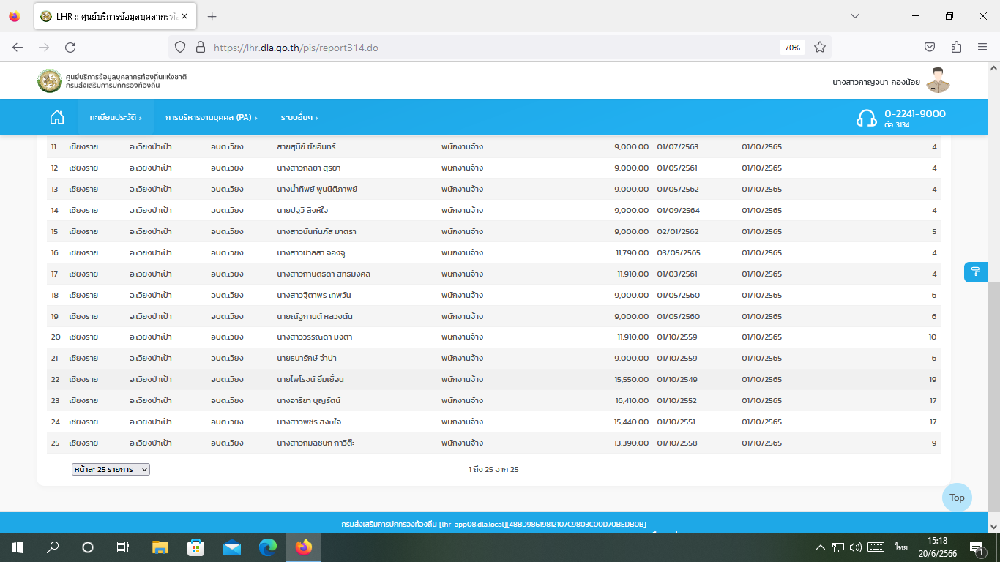 LHR :: ศูนย์บริการข้อมูลบุคลากรท้อ
https://lhr.dla.go.th/pis/report314.do
70%
ศูนย์บริการข้อมูลบุคลากรท้องถิ่นแห่งชาติ
กรมส่งเสริมการปกครองท้องถิ่น
นางสาวกาญจนา กองน้อย
ทะเบียนประวัติ ›
การบริหารงานบุคคล (PA) ›
ระบบอื่นๆ ›
0-2241-9000
ต่อ 3134
11 เชียงราย อ.เวียงป่าเป้า อบต.เวียง สายสุนีย์ ชัยอินทร์ พนักงานจ้าง 9,000.00 01/07/2563 01/10/2565 4
12 เชียงราย อ.เวียงป่าเป้า อบต.เวียง นางสาวกัลยา สุริยา พนักงานจ้าง 9,000.00 01/05/2561 01/10/2565 4
13 เชียงราย อ.เวียงป่าเป้า อบต.เวียง นางน้ำทิพย์ พูนนิติภาพย์ พนักงานจ้าง 9,000.00 01/05/2562 01/10/2565 4
14 เชียงราย อ.เวียงป่าเป้า อบต.เวียง นายปฐวี สิงห์ใจ พนักงานจ้าง 9,000.00 01/09/2564 01/10/2565 4
15 เชียงราย อ.เวียงป่าเป้า อบต.เวียง นางสาวนันท์นภัส มาตรา พนักงานจ้าง 9,000.00 02/01/2562 01/10/2565 5
16 เชียงราย อ.เวียงป่าเป้า อบต.เวียง นางสาวชาลิสา จองจู๋ พนักงานจ้าง 11,790.00 03/05/2565 01/10/2565 4
17 เชียงราย อ.เวียงป่าเป้า อบต.เวียง นางสาวกานต์ธิดา สิทธิมงคล พนักงานจ้าง 11,910.00 01/03/2561 01/10/2565 4
18 เชียงราย อ.เวียงป่าเป้า อบต.เวียง นางสาวฐิตาพร เทพวัน พนักงานจ้าง 9,000.00 01/05/2560 01/10/2565 6
19 เชียงราย อ.เวียงป่าเป้า อบต.เวียง นายณัฐกานต์ หลวงตัน พนักงานจ้าง 9,000.00 01/05/2560 01/10/2565 6
20 เชียงราย อ.เวียงป่าเป้า อบต.เวียง นางสาววรรณิดา มังตา พนักงานจ้าง 11,910.00 01/10/2559 01/10/2565 10
21 เชียงราย อ.เวียงป่าเป้า อบต.เวียง นายธนารักษ์ จำปา พนักงานจ้าง 9,000.00 01/10/2559 01/10/2565 6
22 เชียงราย อ.เวียงป่าเป้า อบต.เวียง นายไพโรจน์ ยิ้มเยื้อน พนักงานจ้าง 15,550.00 01/10/2549 01/10/2565 19
23 เชียงราย อ.เวียงป่าเป้า อบต.เวียง นางอาริยา บุญรัตน์ พนักงานจ้าง 16,410.00 01/10/2552 01/10/2565 17
24 เชียงราย อ.เวียงป่าเป้า อบต.เวียง นางสาวพัชรี สิงห์ใจ พนักงานจ้าง 15,440.00 01/10/2551 01/10/2565 17
25 เชียงราย อ.เวียงป่าเป้า อบต.เวียง นางสาวกมลชนก กาวิต๊ะ พนักงานจ้าง 13,390.00 01/10/2558 01/10/2565 9
หน้าละ 25 รายการ
1 ถึง 25 จาก 25
Top
กรมส่งเสริมการปกครองท้องถิ่น [lhr-app08.dla.local][48BD98619812107C9803C00D70BEDB0B]
ไทย
15:18
20/6/2566
1